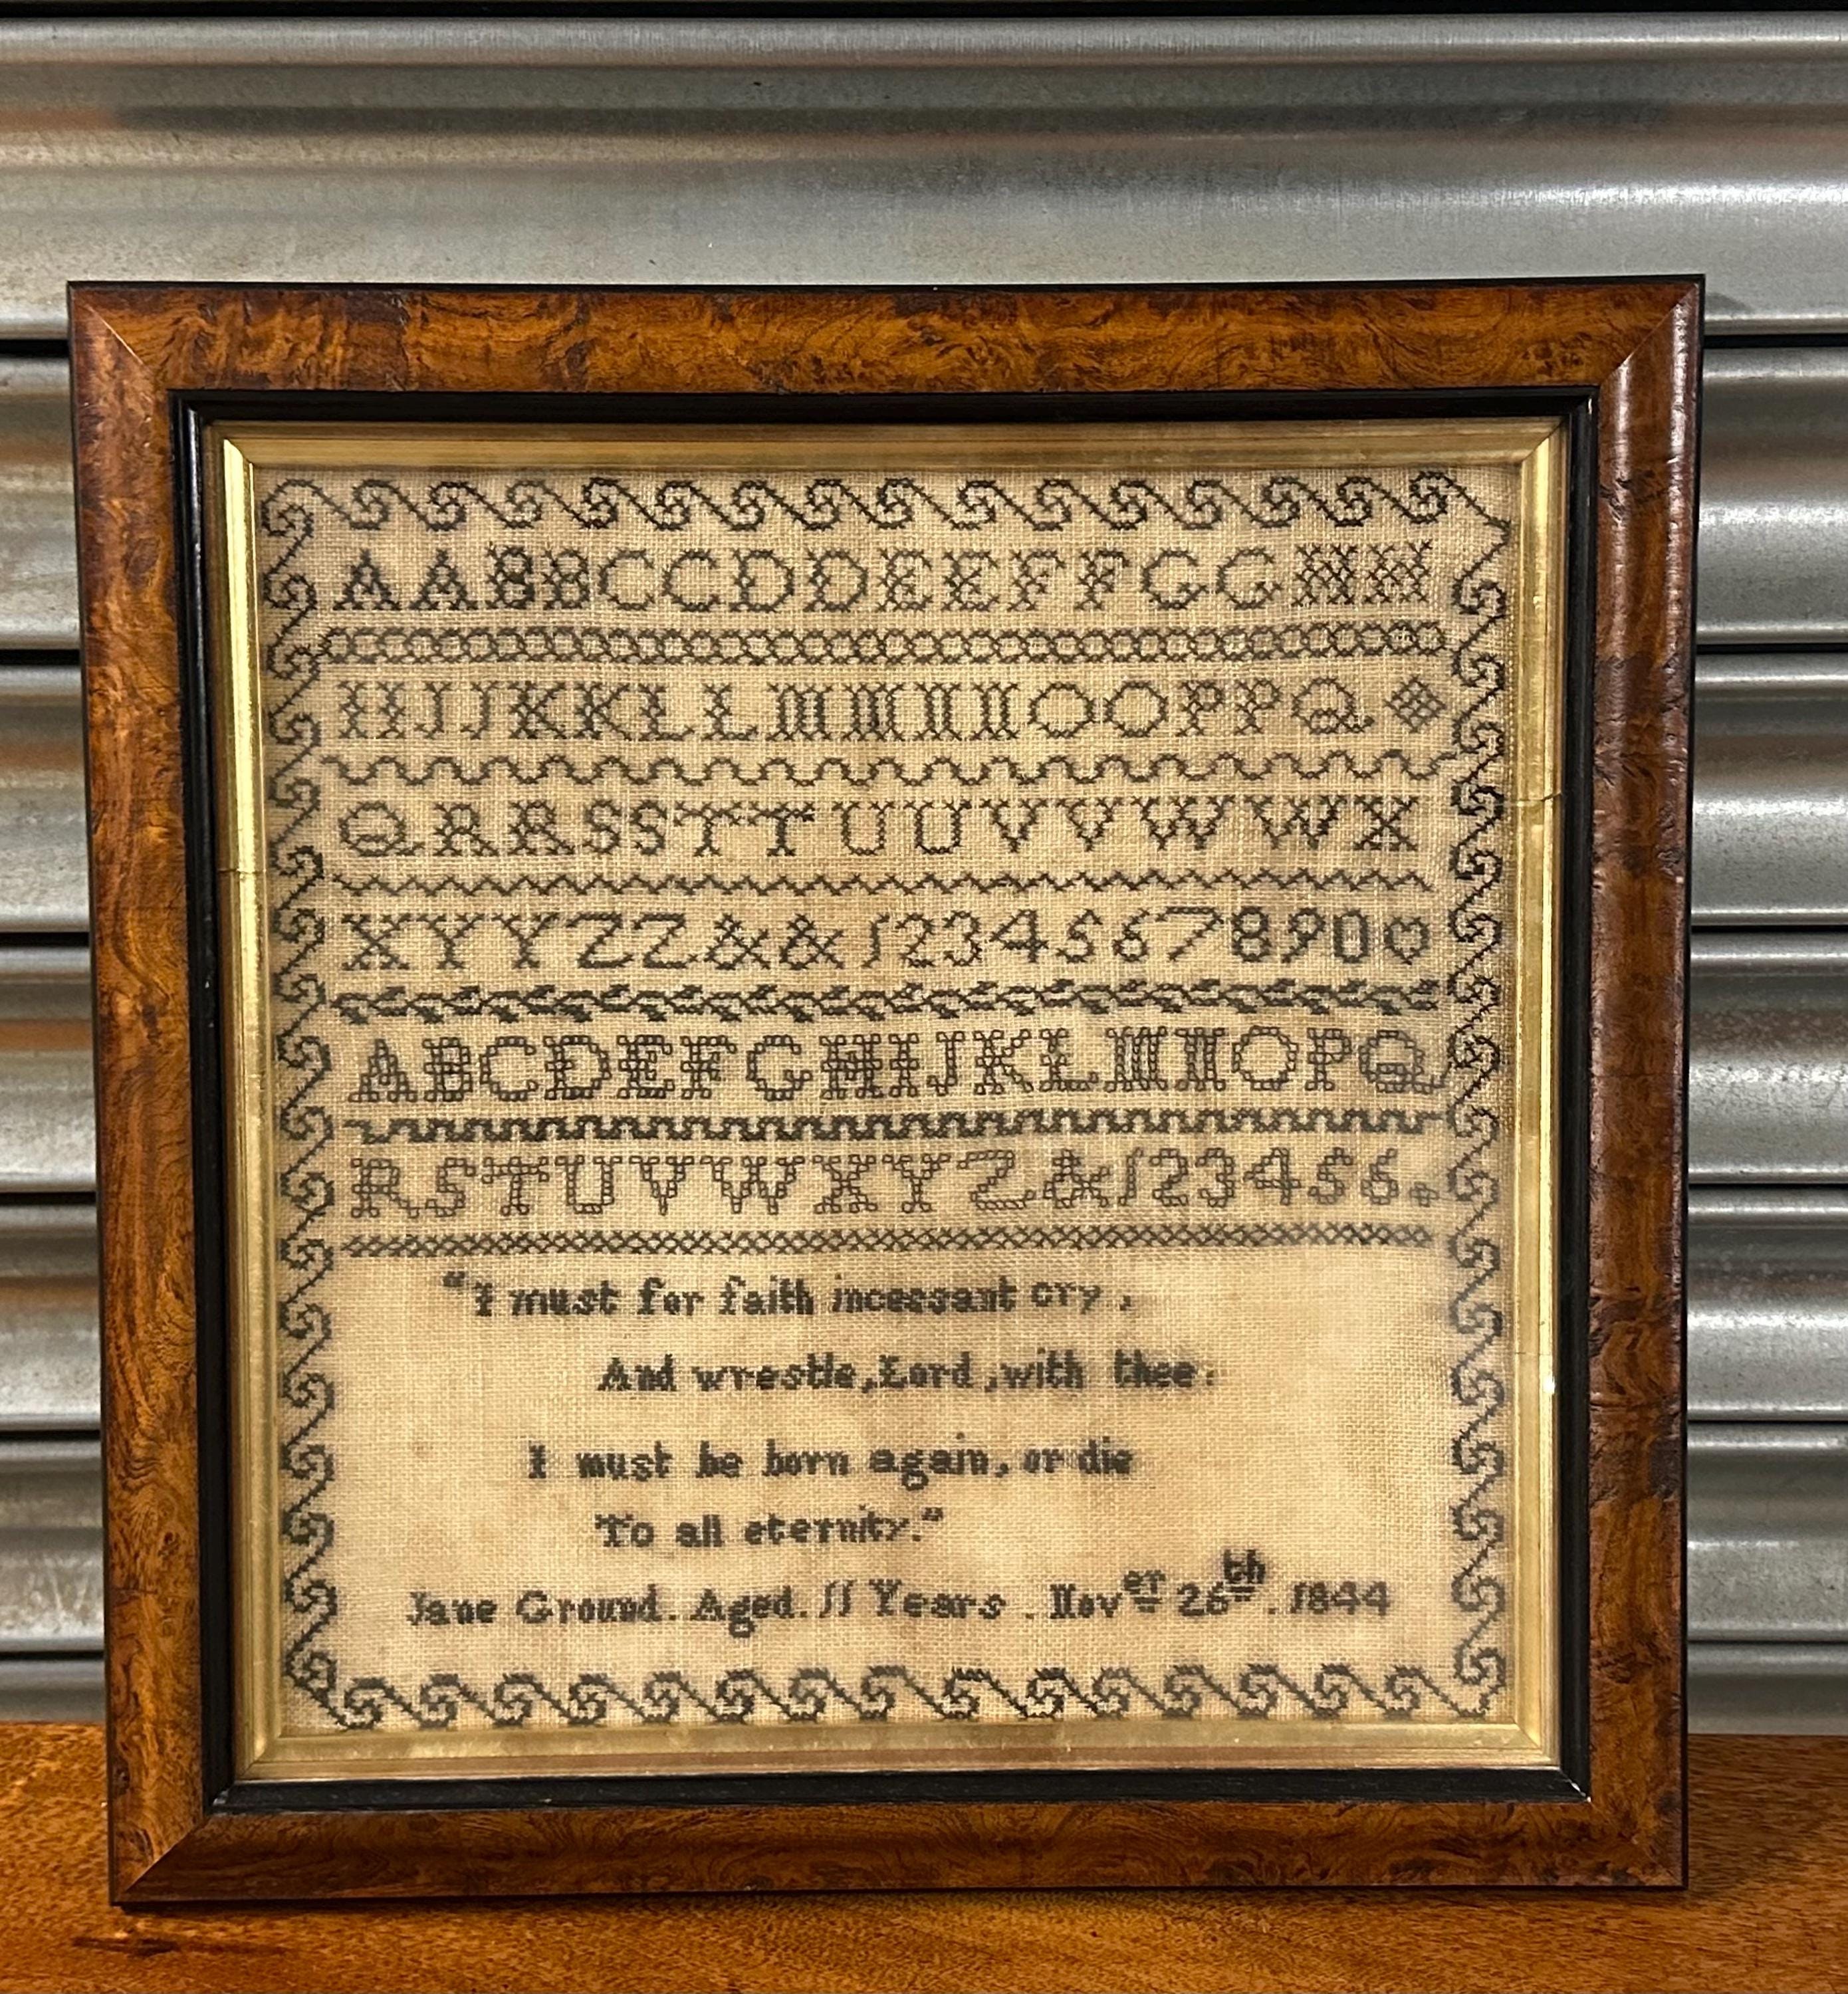 AABBCCDDEEFFGGHH
IIJJKKLLMMNNOOPPQ
QRRSSTTUUVVWWX
XYYZZ&&1234567890
ABCDEFGHIJKLMNOPQ
RSTUVWXYZ&123456.
"I must for faith incessant cry,
And wrestle, Lord, with thee.
I must be born again, or die
To all eternity."
Jane Ground. Aged. 11 Years. Nover 26th. 1844